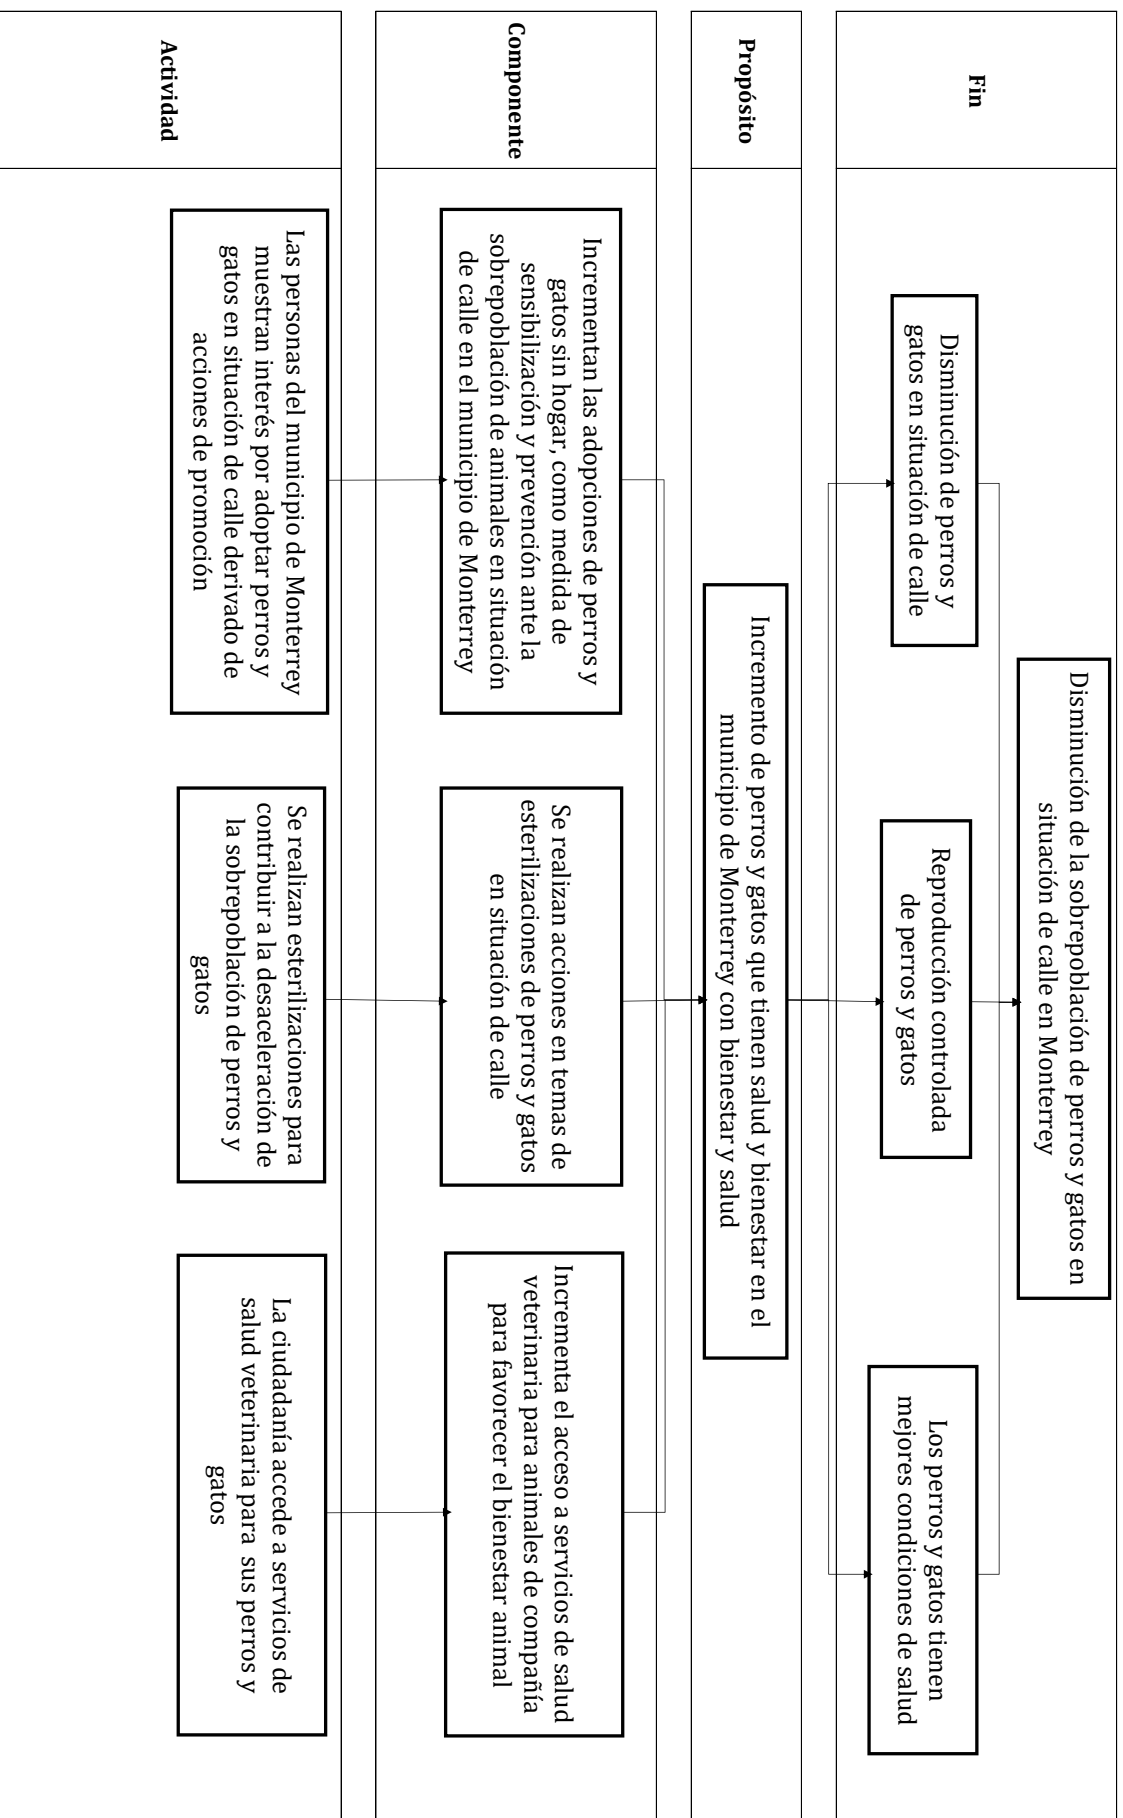 Fin
Disminución de la sobrepoblación de perros y gatos en
situación de calle en Monterrey
Disminución de perros y
gatos en situación de calle
Reproducción controlada
de perros y gatos
Los perros y gatos tienen
mejores condiciones de salud
Propósito
Incremento de perros y gatos que tienen salud y bienestar en el
municipio de Monterrey con bienestar y salud
Componente
Incrementan las adopciones de perros y
gatos sin hogar, como medida de
sensibilización y prevención ante la
sobrepoblación de animales en situación
de calle en el municipio de Monterrey
Se realizan acciones en temas de
esterilizaciones de perros y gatos
en situación de calle
Incrementa el acceso a servicios de salud
veterinaria para animales de compañía
para favorecer el bienestar animal
Actividad
Las personas del municipio de Monterrey
muestran interés por adoptar perros y
gatos en situación de calle derivado de
acciones de promoción
Se realizan esterilizaciones para
contribuir a la desaceleración de
la sobrepoblación de perros y
gatos
La ciudadanía accede a servicios de
salud veterinaria para sus perros y
gatos